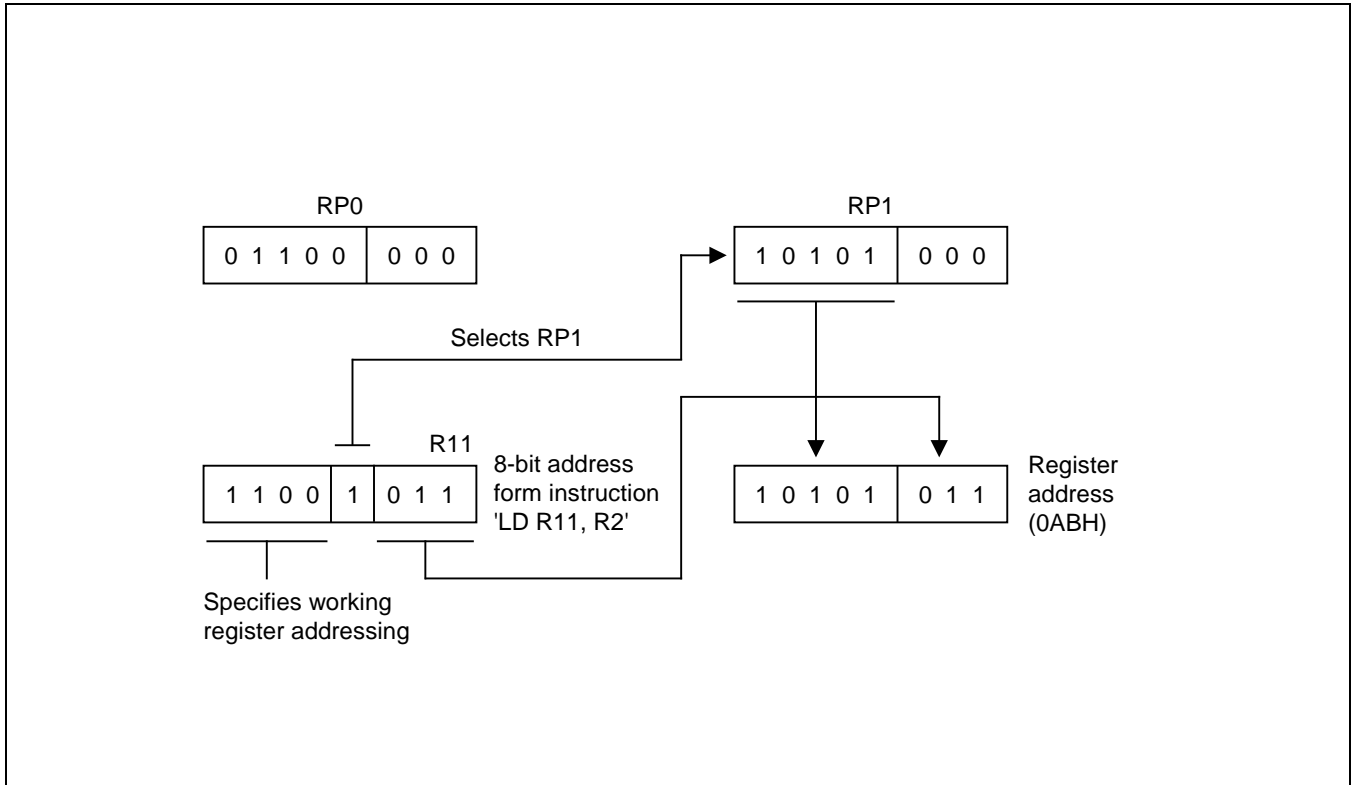 RP0
RP1
0 1 1 0 0 0 0 0
1 0 1 0 1 0 0 0
Selects RP1
R11
8-bit address
form instruction
'LD R11, R2'
1 1 0 0 1 0 1 1
1 0 1 0 1 0 1 1
Register
address
(0ABH)
Specifies working
register addressing